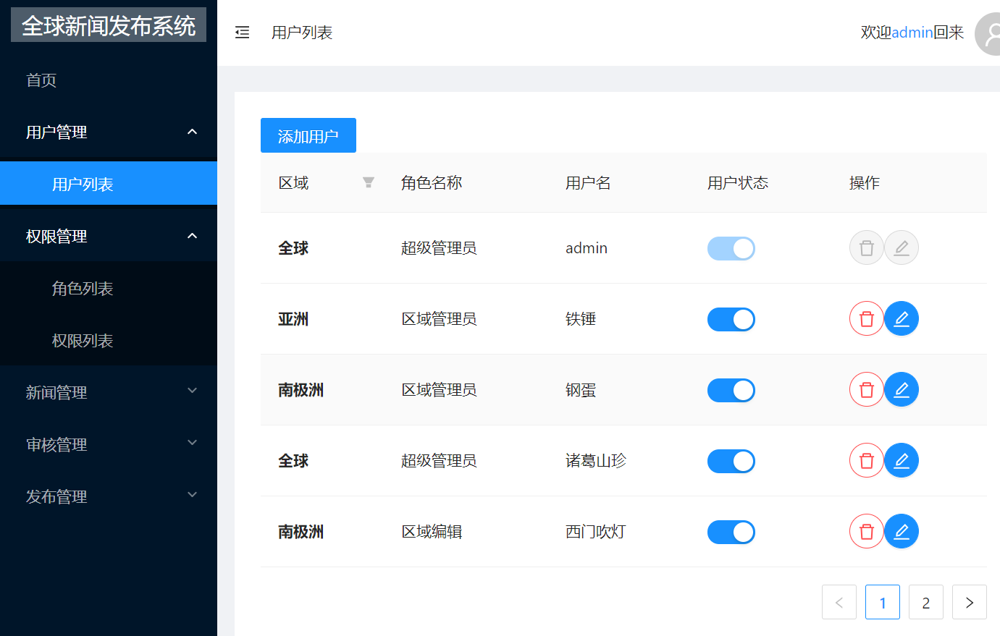 全球新闻发布系统
用户列表
欢迎admin回来
首页
用户管理
用户列表
权限管理
角色列表
权限列表
新闻管理
审核管理
发布管理
添加用户
区域 角色名称 用户名 用户状态 操作
全球 超级管理员 admin
亚洲 区域管理员 铁锤
南极洲 区域管理员 钢蛋
全球 超级管理员 诸葛山珍
南极洲 区域编辑 西门吹灯
< 1 2 >